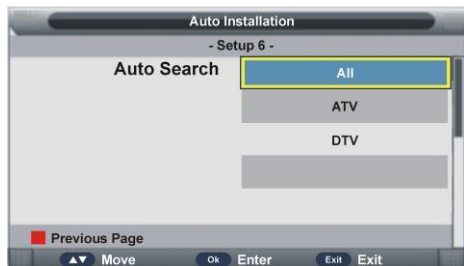 Auto Installation
- Setup 6 -
Auto Search All
ATV
DTV
Previous Page
▲▼ Move Ok Enter Exit Exit